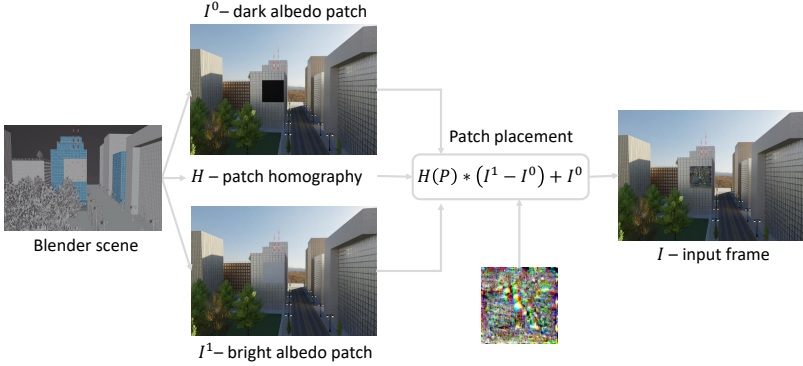 I⁰– dark albedo patch
Patch placement
H – patch homography
H(P) ∗ (I¹ − I⁰) + I⁰
Blender scene
I – input frame
I¹– bright albedo patch